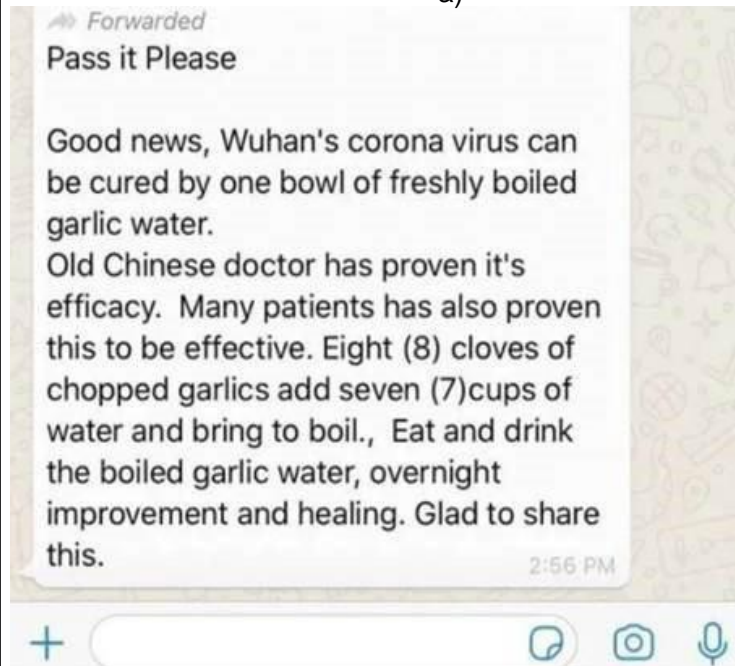 a)
Forwarded
Pass it Please
Good news, Wuhan's corona virus can
be cured by one bowl of freshly boiled
garlic water.
Old Chinese doctor has proven it's
efficacy.  Many patients has also proven
this to be effective. Eight (8) cloves of
chopped garlics add seven (7)cups of
water and bring to boil.,  Eat and drink
the boiled garlic water, overnight
improvement and healing. Glad to share
this.
2:56 PM